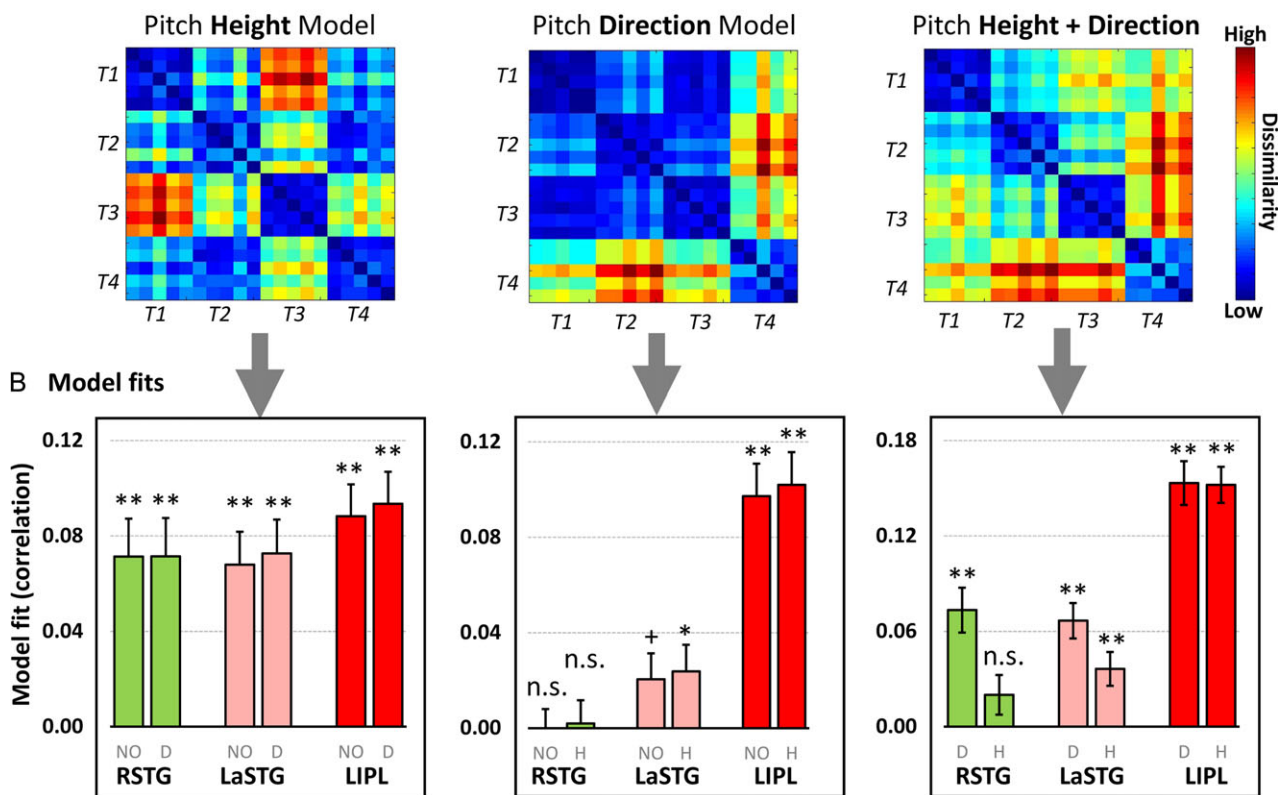 Pitch Height Model
Pitch Direction Model
Pitch Height + Direction
High
Dissimilarity
Low
T1
T2
T3
T4
T1 T2 T3 T4
T1
T2
T3
T4
T1 T2 T3 T4
T1
T2
T3
T4
T1 T2 T3 T4
B Model fits
Model fit (correlation)
0.12
0.08
0.04
0.00
** ** ** ** ** **
NO D NO D NO D
RSTG LaSTG LIPL
0.12
0.08
0.04
0.00
n.s. n.s. + * ** **
NO H NO H NO H
RSTG LaSTG LIPL
0.18
0.12
0.06
0.00
** n.s. ** ** ** **
D H D H D H
RSTG LaSTG LIPL